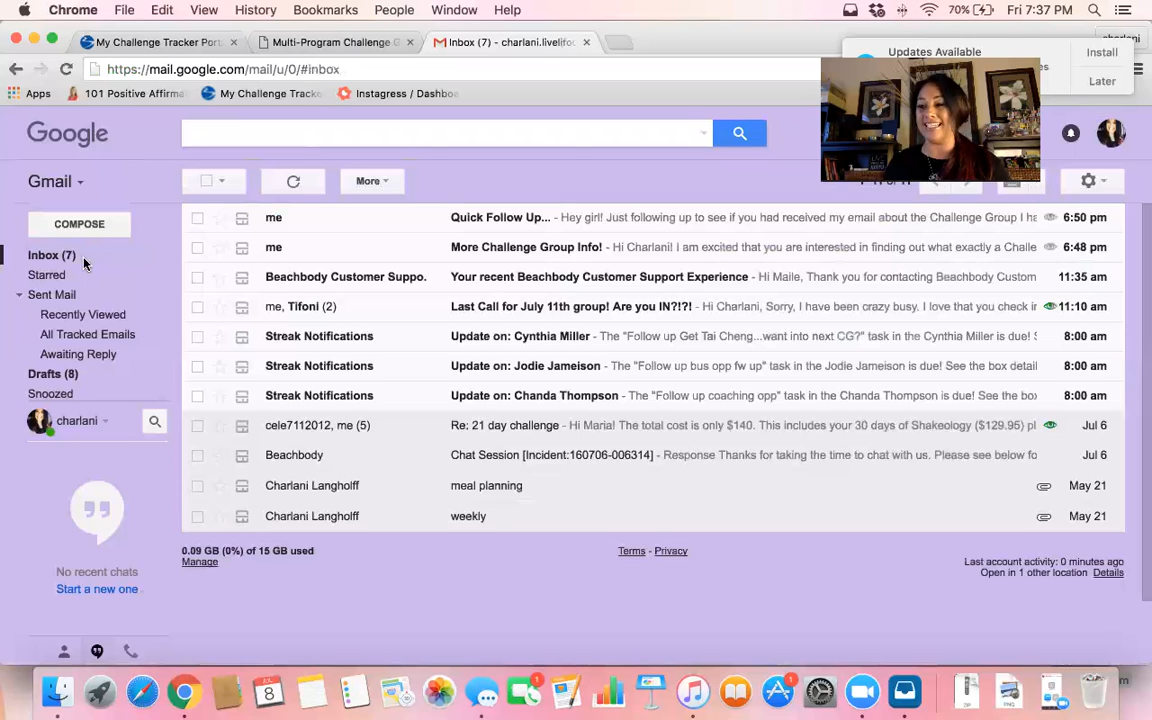 Chrome File Edit View History Bookmarks People Window Help 70% Fri 7:37 PM
My Challenge Tracker Port Multi-Program Challenge G Inbox (7) - charlani.live(foc
Updates Available Install
Later
https://mail.google.com/mail/u/0/#inbox
Apps 101 Positive Affirma My Challenge Tracke Instagress / Dashboa
Google
Gmail More
COMPOSE
Inbox (7)
Starred
Sent Mail
Recently Viewed
All Tracked Emails
Awaiting Reply
Drafts (8)
Snoozed
charlani
No recent chats
Start a new one
me Quick Follow Up... - Hey girl! Just following up to see if you had received my email about the Challenge Group I ha 6:50 pm
me More Challenge Group Info! - Hi Charlani! I am excited that you are interested in finding out what exactly a Challe 6:48 pm
Beachbody Customer Suppo. Your recent Beachbody Customer Support Experience - Hi Maile, Thank you for contacting Beachbody Custom 11:35 am
me, Tifoni (2) Last Call for July 11th group! Are you IN?!?! - Hi Charlani, Sorry, I have been crazy busy. I love that you check ir 11:10 am
Streak Notifications Update on: Cynthia Miller - The "Follow up Get Tai Cheng...want into next CG?" task in the Joclaim is due! S 8:00 am
Streak Notifications Update on: Jodie Jameison - The "Follow up bus opp fw up" task in the Joclaim is due! See the box detail 8:00 am
Streak Notifications Update on: Chanda Thompson - The "Follow up coaching opp" task in the Joclaim is due! See the box 8:00 am
cele7112012, me (5) Re: 21 day challenge - Hi Maria! The total cost is only $140. This includes your 30 days of Shakeology ($129.95) pl Jul 6
Beachbody Chat Session [Incident:160706-006314] - Response Thanks for taking the time to chat with us. Please see below fo Jul 6
Charlani Langholff meal planning May 21
Charlani Langholff weekly May 21
0.09 GB (0%) of 15 GB used
Manage
Terms - Privacy
Last account activity: 0 minutes ago
Open in 1 other location Details